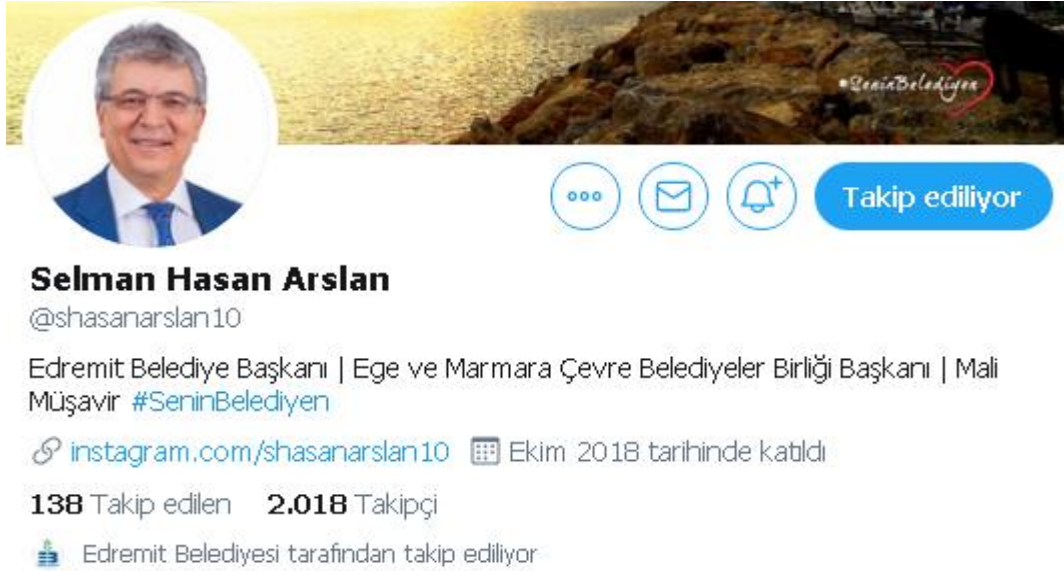 #SeninBelediyen
Takip ediliyor
Selman Hasan Arslan
@shasanarslan10
Edremit Belediye Başkanı | Ege ve Marmara Çevre Belediyeler Birliği Başkanı | Mali
Müşavir #SeninBelediyen
instagram.com/shasanarslan10 Ekim 2018 tarihinde katıldı
138 Takip edilen 2.018 Takipçi
Edremit Belediyesi tarafından takip ediliyor